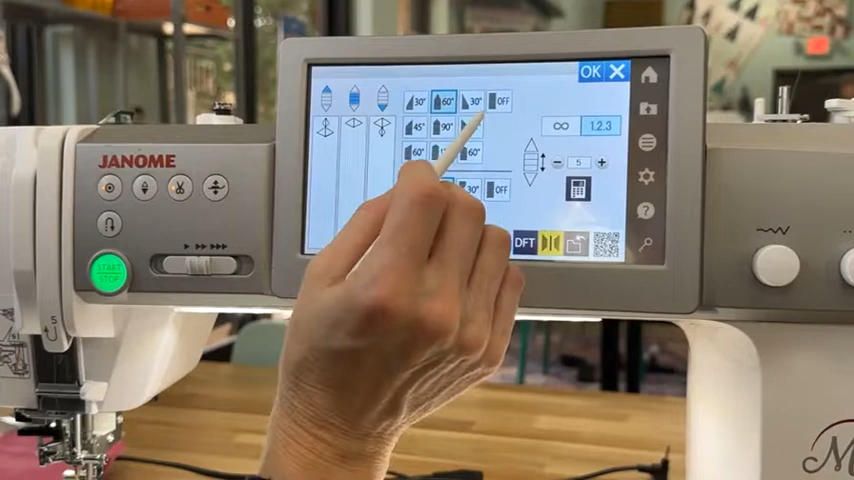 OK
30°
60°
30°
OFF
45°
90°
∞
1.2.3
60°
60°
− 5 +
30°
OFF
JANOME
START
STOP
DFT
5
M